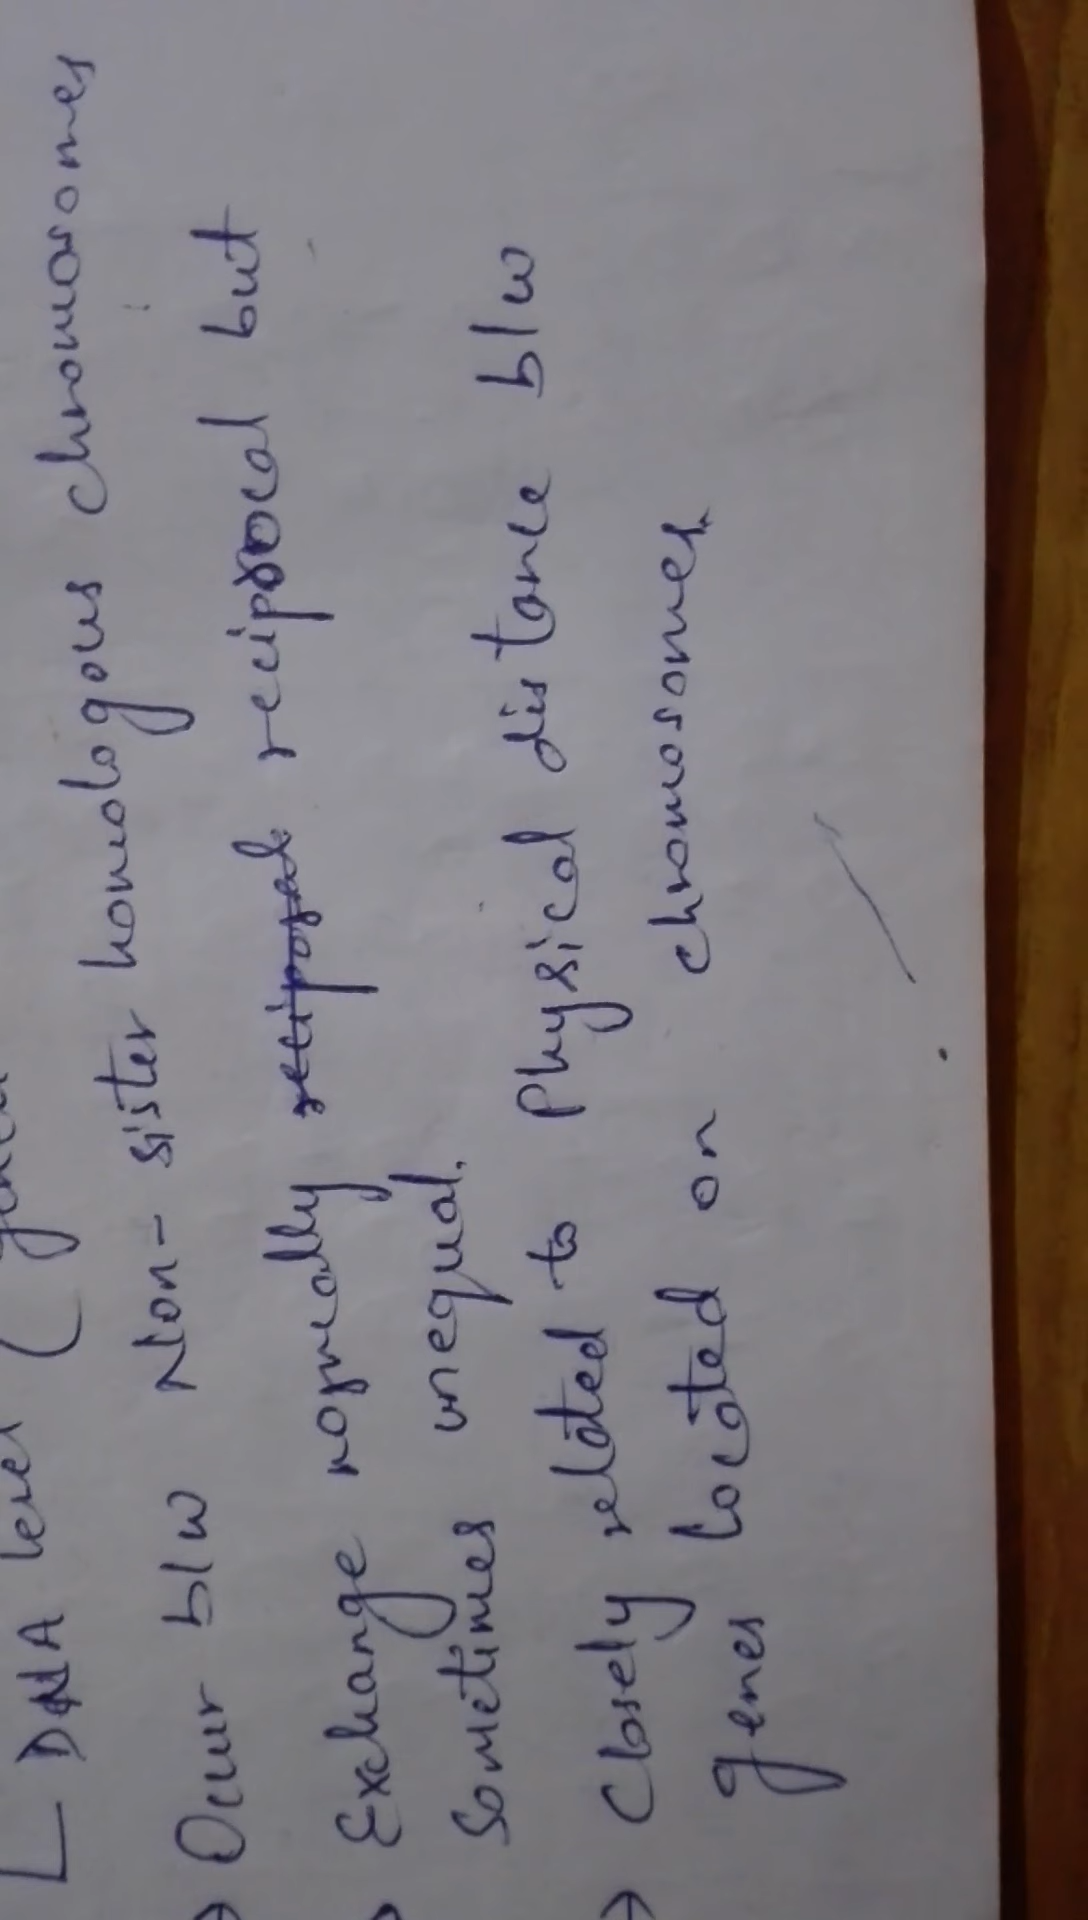 DNA level (
→ Occur b/w Non-sister homologous chromosomes
→ Exchange normally reciprocal but
sometimes unequal.
→ Closely related to Physical distance b/w
genes located on chromosomes